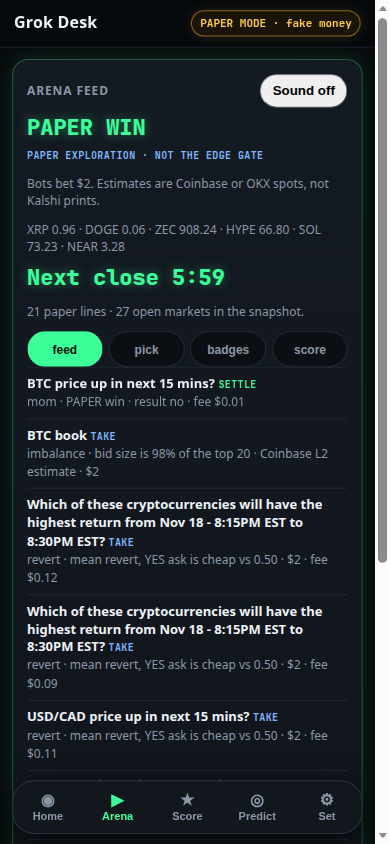 Grok Desk
PAPER MODE · fake money
ARENA FEED
Sound off
PAPER WIN
PAPER EXPLORATION · NOT THE EDGE GATE
Bots bet $2. Estimates are Coinbase or OKX spots, not
Kalshi prints.
XRP 0.96 · DOGE 0.06 · ZEC 908.24 · HYPE 66.80 · SOL
73.23 · NEAR 3.28
Next close 5:59
21 paper lines · 27 open markets in the snapshot.
feed
pick
badges
score
BTC price up in next 15 mins? SETTLE
mom · PAPER win · result no · fee $0.01
BTC book TAKE
imbalance · bid size is 98% of the top 20 · Coinbase L2
estimate · $2
Which of these cryptocurrencies will have the
highest return from Nov 18 - 8:15PM EST to
8:30PM EST? TAKE
revert · mean revert, YES ask is cheap vs 0.50 · $2 · fee
$0.12
Which of these cryptocurrencies will have the
highest return from Nov 18 - 8:15PM EST to
8:30PM EST? TAKE
revert · mean revert, YES ask is cheap vs 0.50 · $2 · fee
$0.09
USD/CAD price up in next 15 mins? TAKE
revert · mean revert, YES ask is cheap vs 0.50 · $2 · fee
$0.11
Home
Arena
Score
Predict
Set